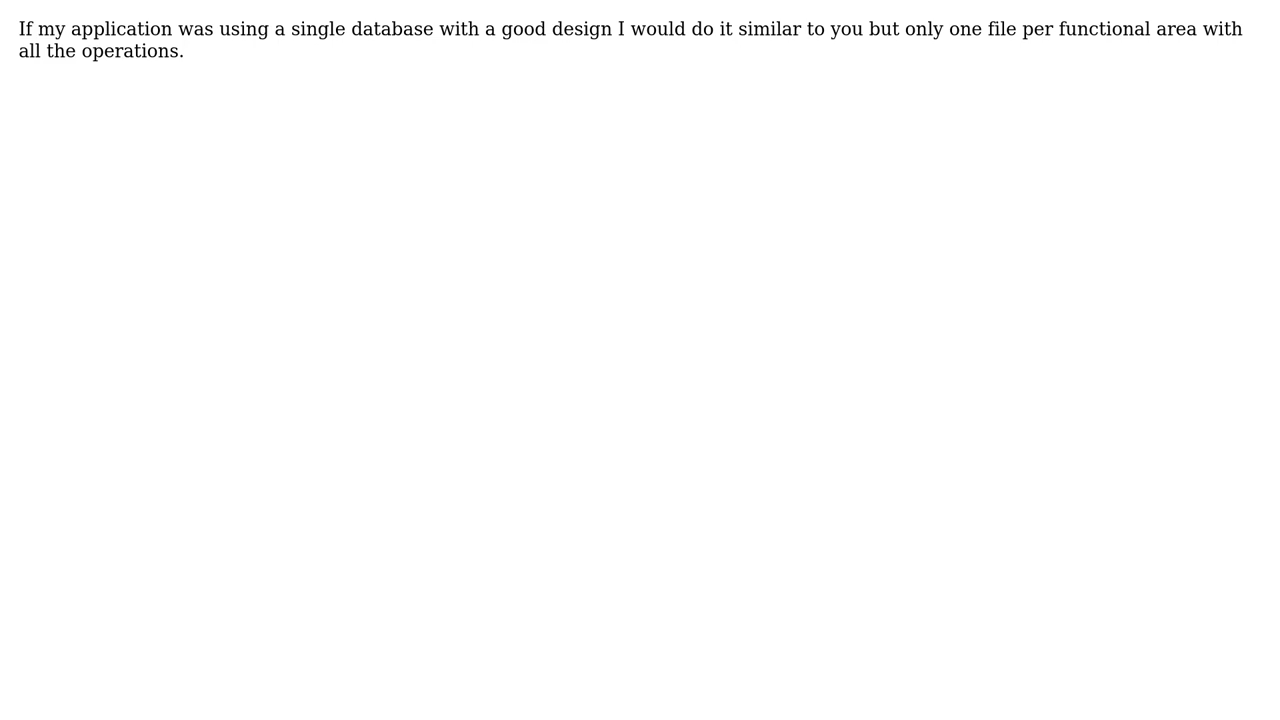 If my application was using a single database with a good design I would do it similar to you but only one file per functional area with
all the operations.